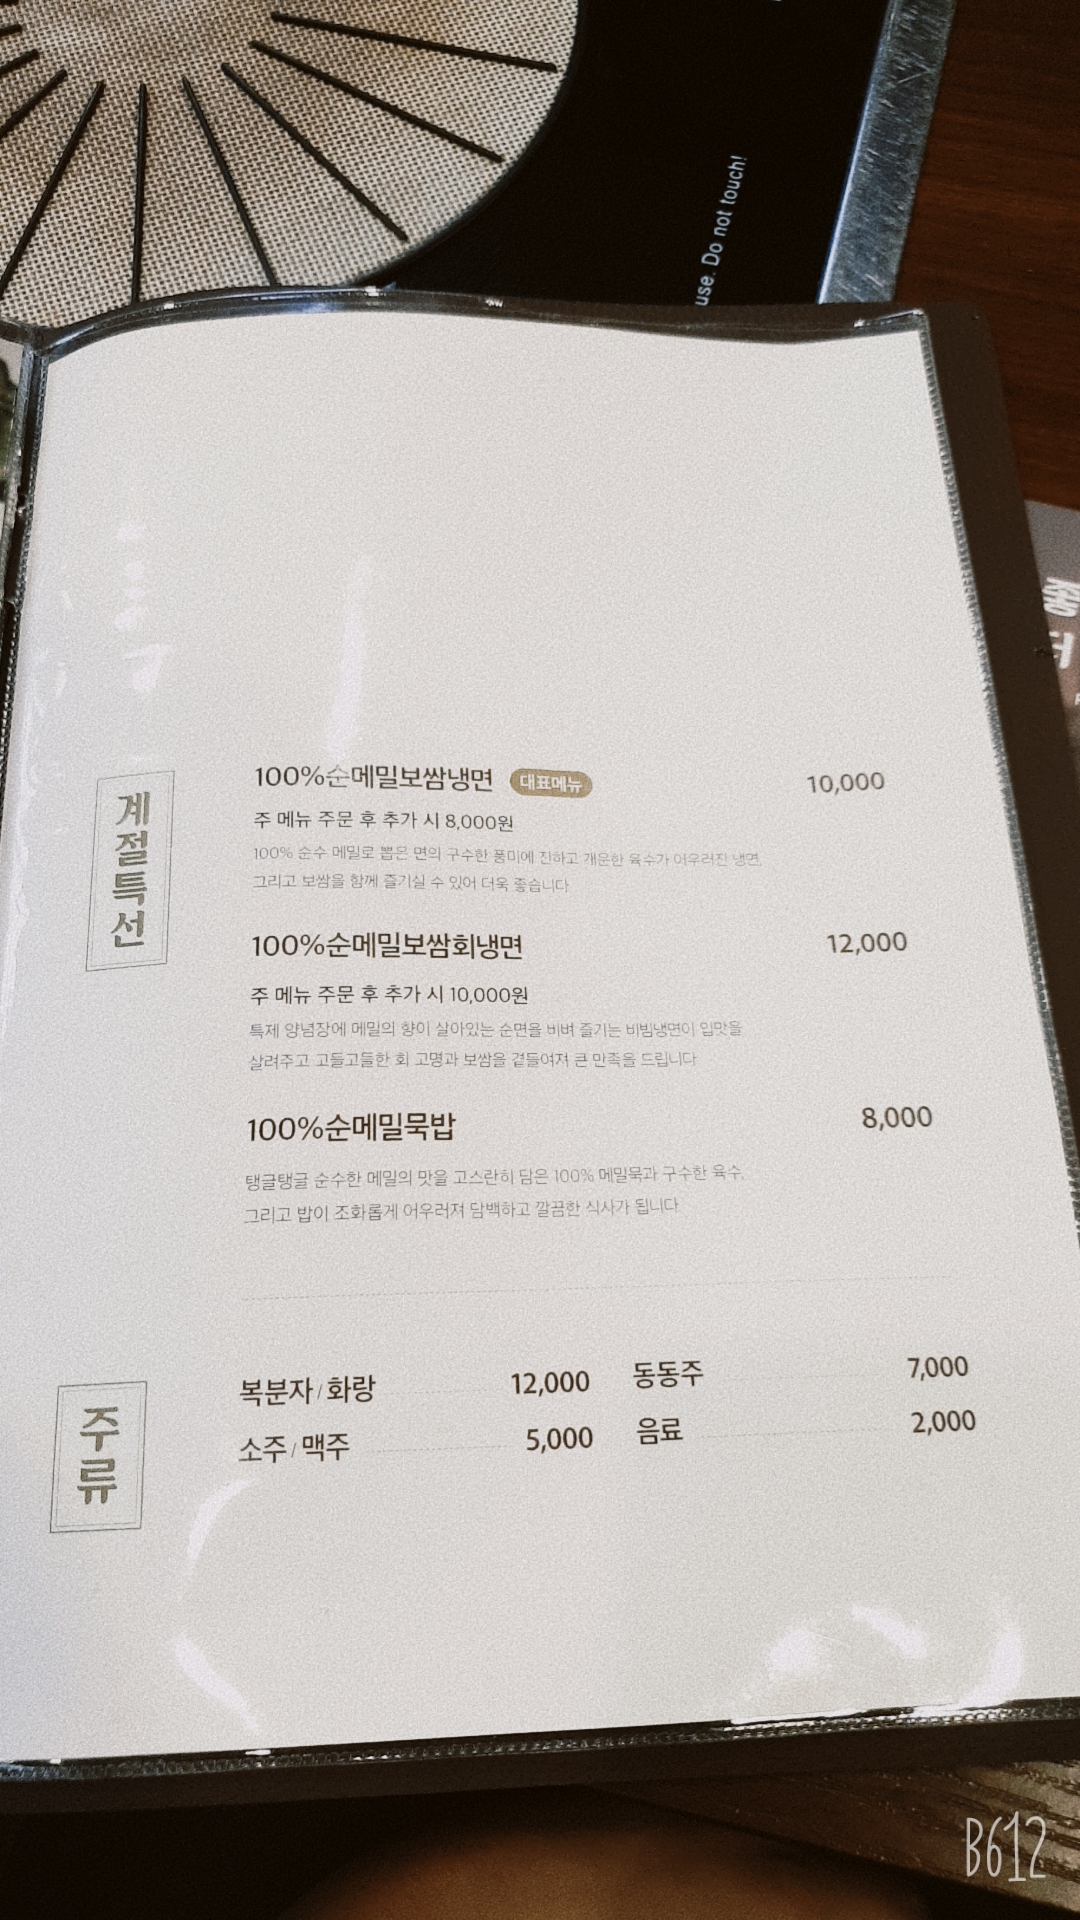 use. Do not touch!
좋
터
계절특선
100%순메밀보쌈냉면 대표메뉴 10,000
주 메뉴 주문 후 추가 시 8,000원
100% 순수 메밀로 뽑은 면의 구수한 풍미에 진하고 개운한 육수가 어우러진 냉면,
그리고 보쌈을 함께 즐기실 수 있어 더욱 좋습니다.
100%순메밀보쌈회냉면 12,000
주 메뉴 주문 후 추가 시 10,000원
특제 양념장에 메밀의 향이 살아있는 순면을 비벼 즐기는 비빔냉면이 입맛을
살려주고 고들고들한 회 고명과 보쌈을 곁들여져 큰 만족을 드립니다.
100%순메밀묵밥 8,000
탱글탱글 순수한 메밀의 맛을 고스란히 담은 100% 메밀묵과 구수한 육수,
그리고 밥이 조화롭게 어우러져 담백하고 깔끔한 식사가 됩니다.
주류
복분자 / 화랑 12,000 동동주 7,000
소주 / 맥주 5,000 음료 2,000
B612